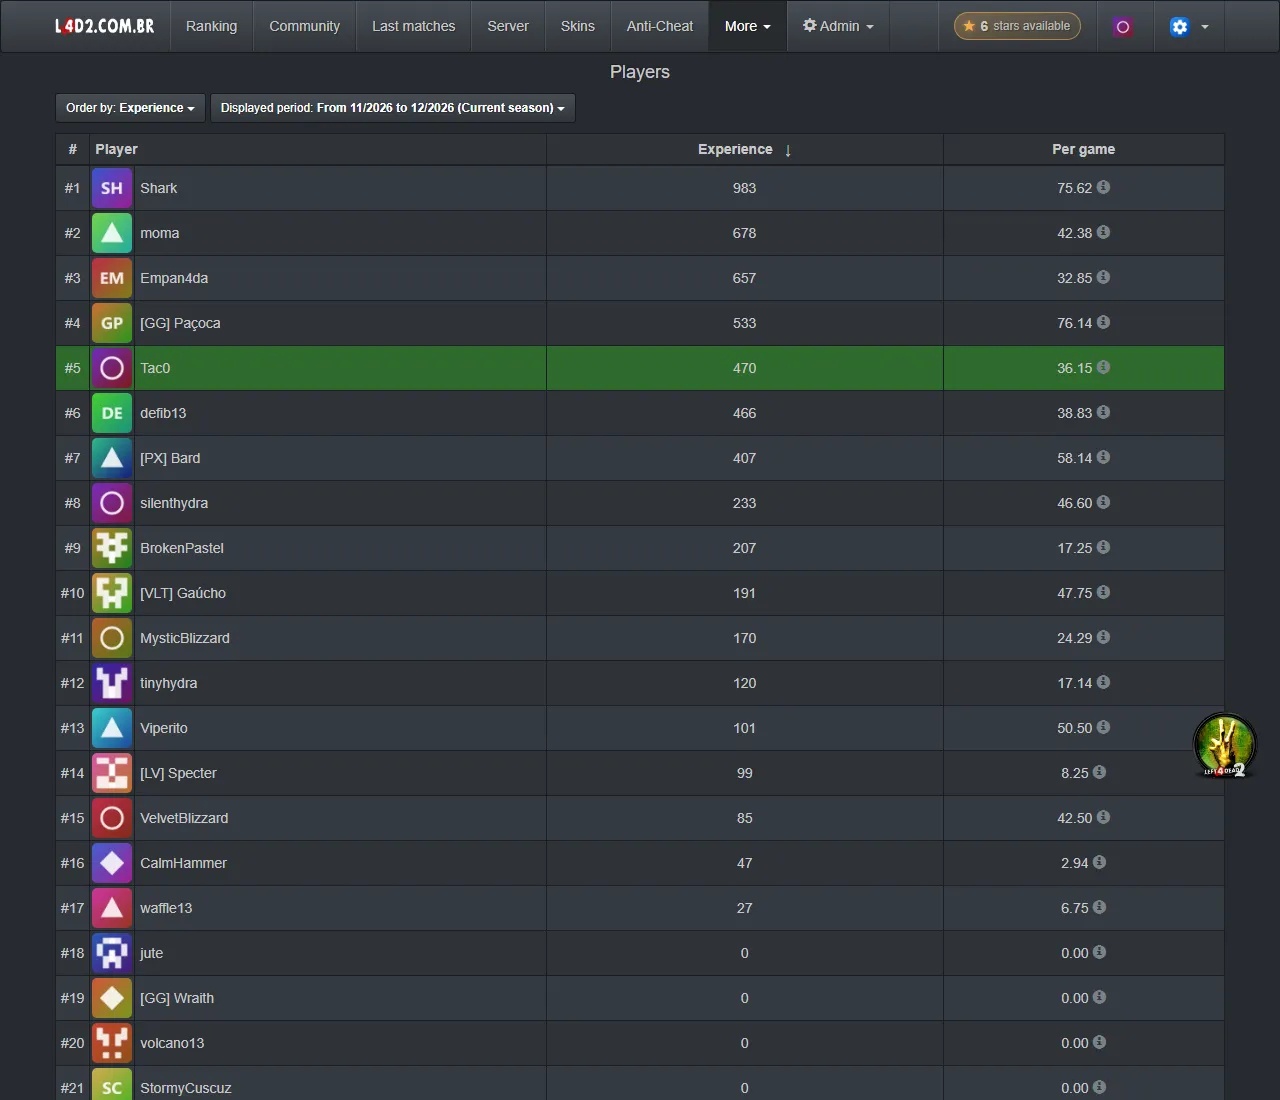 L4D2.COM.BR Ranking Community Last matches Server Skins Anti-Cheat More Admin 6 stars available
Players
Order by: Experience Displayed period: From 11/2026 to 12/2026 (Current season)
# Player Experience ↓ Per game
#1 SH Shark 983 75.62
#2 moma 678 42.38
#3 EM Empan4da 657 32.85
#4 GP [GG] Paçoca 533 76.14
#5 Tac0 470 36.15
#6 DE defib13 466 38.83
#7 [PX] Bard 407 58.14
#8 silenthydra 233 46.60
#9 BrokenPastel 207 17.25
#10 [VLT] Gaúcho 191 47.75
#11 MysticBlizzard 170 24.29
#12 tinyhydra 120 17.14
#13 Viperito 101 50.50
LEFT 4 DEAD 2
#14 [LV] Specter 99 8.25
#15 VelvetBlizzard 85 42.50
#16 CalmHammer 47 2.94
#17 waffle13 27 6.75
#18 jute 0 0.00
#19 [GG] Wraith 0 0.00
#20 volcano13 0 0.00
#21 SC StormyCuscuz 0 0.00